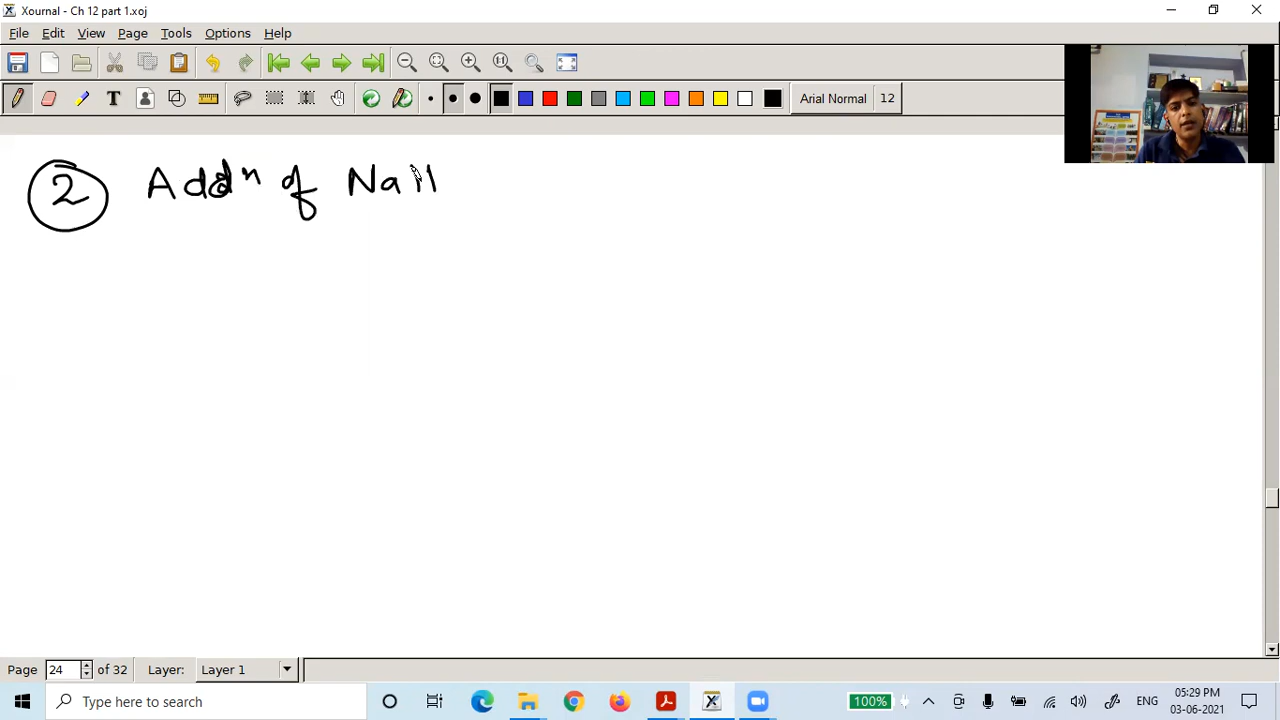 Xournal - Ch 12 part 1.xoj
File Edit View Page Tools Options Help
Arial Normal 12
2 Addⁿ of Nall
Page 24 of 32 Layer: Layer 1
Type here to search
100% ENG 05:29 PM
03-06-2021